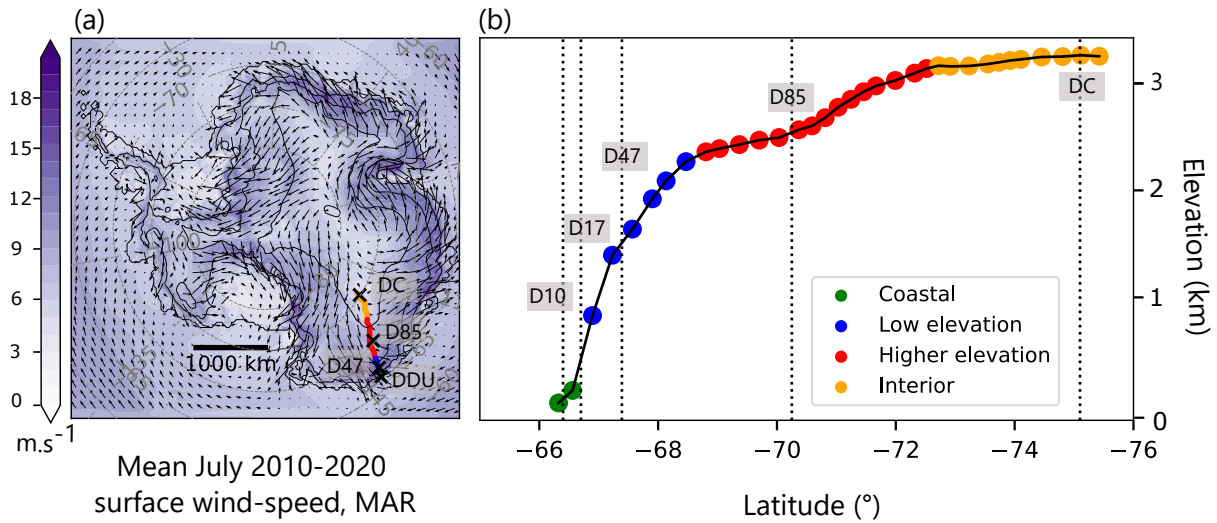 (a)
(b)
18
15
12
9
6
3
0
m.s⁻¹
DC
D85
D47
DDU
1000 km
Mean July 2010-2020
surface wind-speed, MAR
D10
D17
D47
D85
DC
Coastal
Low elevation
Higher elevation
Interior
3
2
1
0
Elevation (km)
−66
−68
−70
−72
−74
−76
Latitude (°)